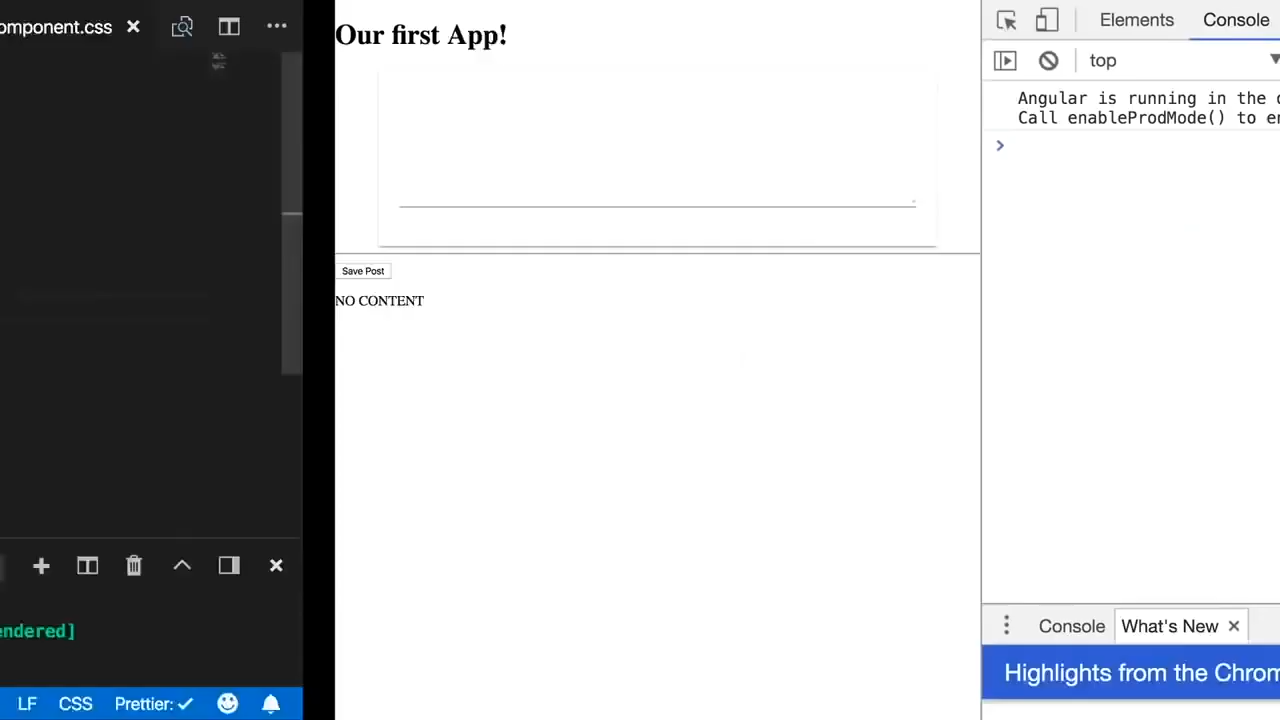 omponent.css
endered]
LF CSS Prettier:
Our first App!
Save Post
NO CONTENT
Elements Console
top
Angular is running in the
Call enableProdMode() to
Console What's New
Highlights from the Chrom